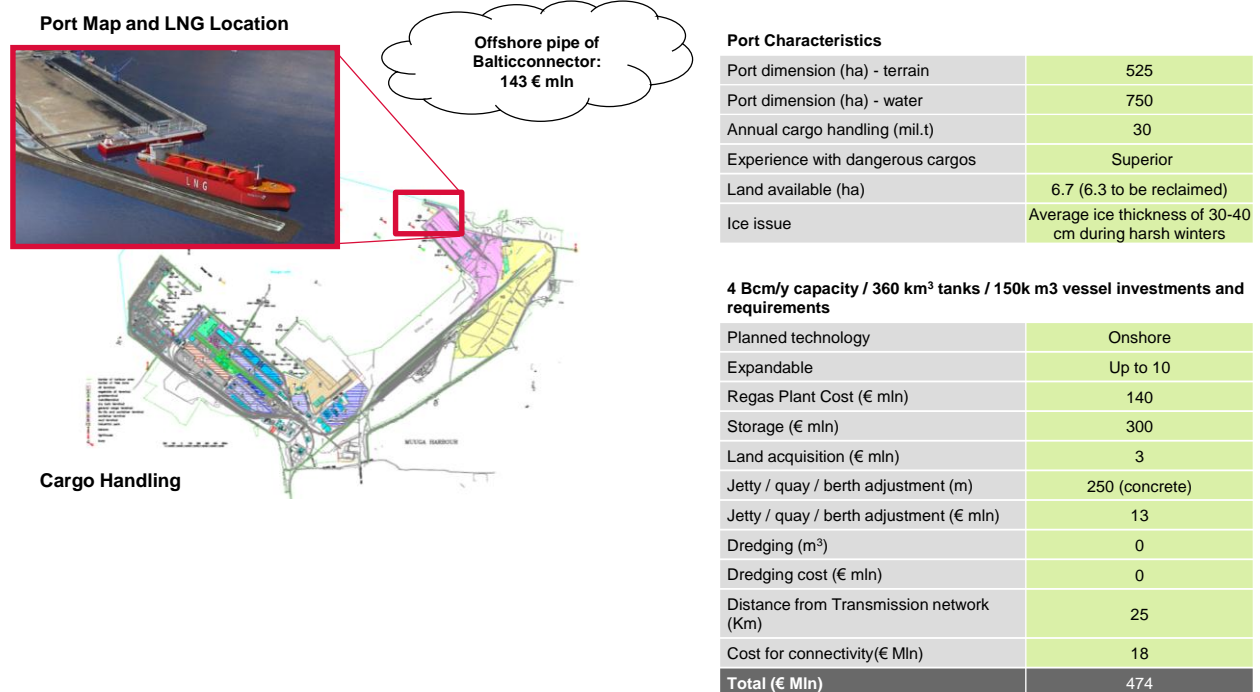 Port Map and LNG Location
Offshore pipe of
Balticconnector:
143 € mln
LNG
MUUGA HARBOUR
Cargo Handling
Port Characteristics
Port dimension (ha) - terrain 525
Port dimension (ha) - water 750
Annual cargo handling (mil.t) 30
Experience with dangerous cargos Superior
Land available (ha) 6.7 (6.3 to be reclaimed)
Ice issue Average ice thickness of 30-40
cm during harsh winters
4 Bcm/y capacity / 360 km³ tanks / 150k m3 vessel investments and
requirements
Planned technology Onshore
Expandable Up to 10
Regas Plant Cost (€ mln) 140
Storage (€ mln) 300
Land acquisition (€ mln) 3
Jetty / quay / berth adjustment (m) 250 (concrete)
Jetty / quay / berth adjustment (€ mln) 13
Dredging (m³) 0
Dredging cost (€ mln) 0
Distance from Transmission network
(Km) 25
Cost for connectivity(€ Mln) 18
Total (€ Mln) 474